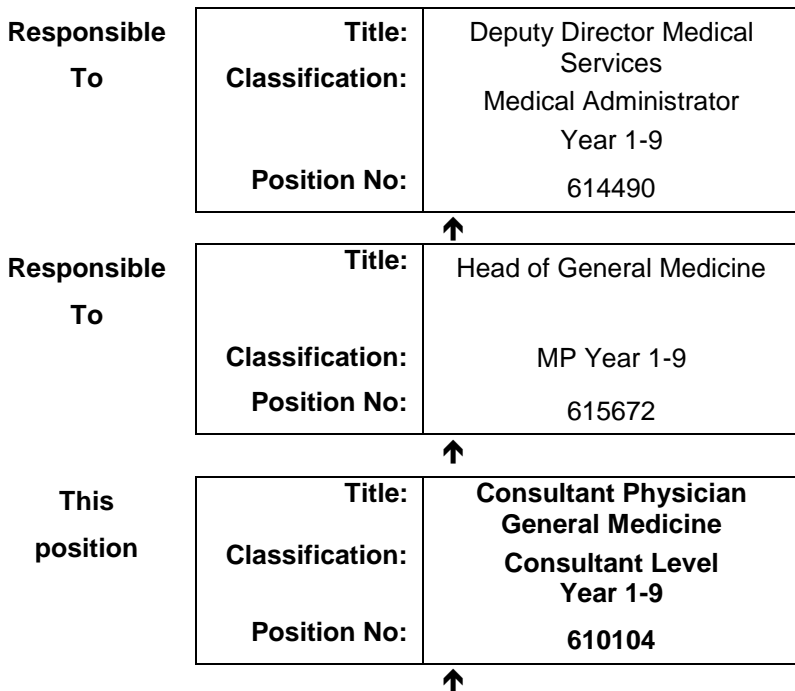 Responsible
To
Title: Deputy Director Medical
Services
Classification:
Medical Administrator
Year 1-9
Position No: 614490
Responsible
To
Title: Head of General Medicine
Classification: MP Year 1-9
Position No: 615672
This
position
Title: Consultant Physician
General Medicine
Classification: Consultant Level
Year 1-9
Position No: 610104